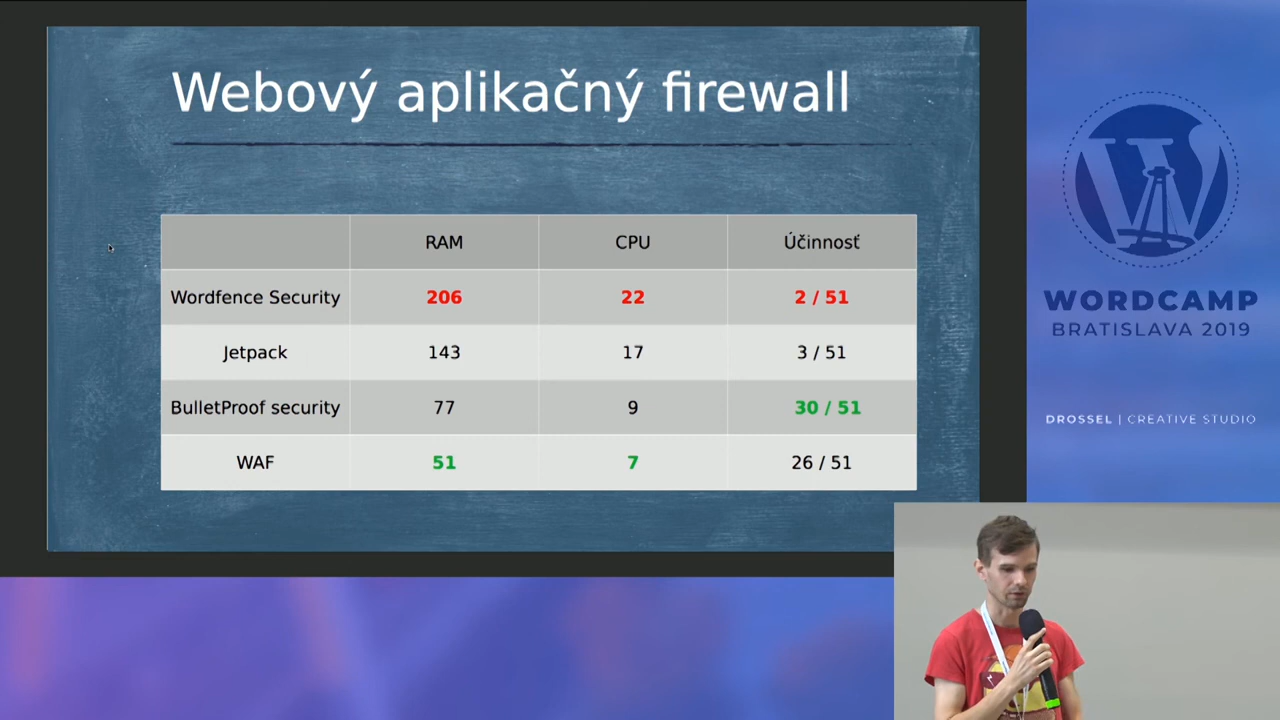 Webový aplikačný firewall
RAM CPU Účinnosť
Wordfence Security 206 22 2 / 51
Jetpack 143 17 3 / 51
BulletProof security 77 9 30 / 51
WAF 51 7 26 / 51
WORDCAMP
BRATISLAVA 2019
DROSSEL | CREATIVE STUDIO